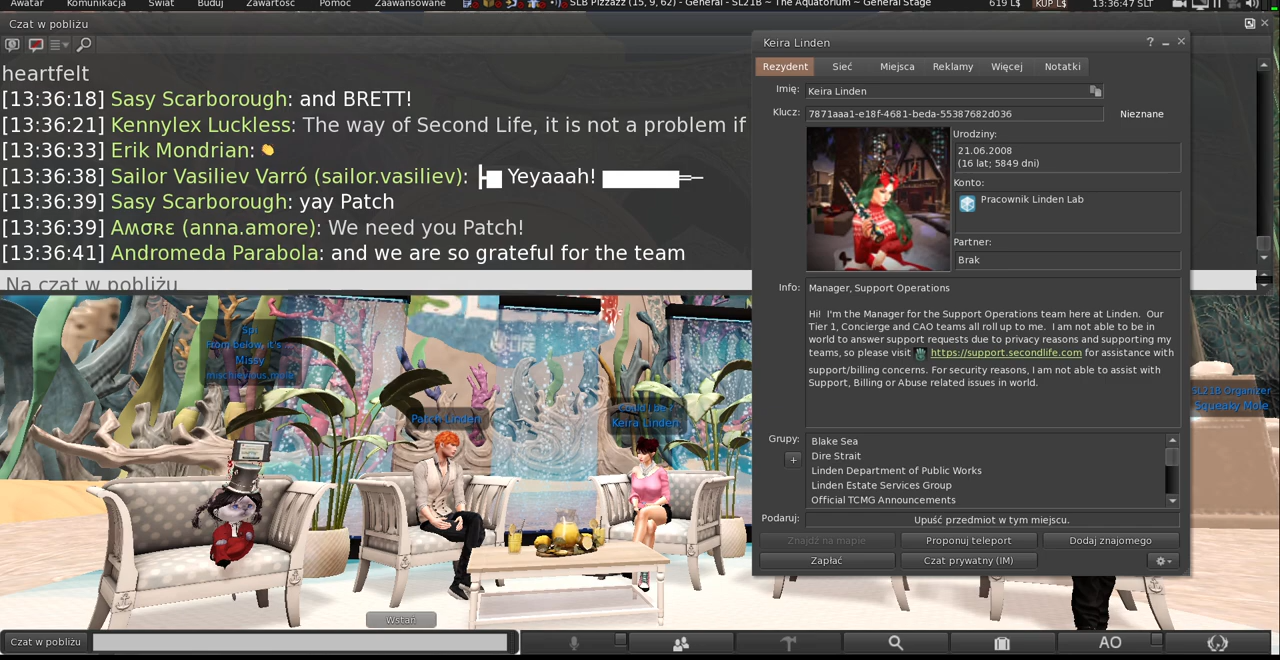 Awatar Komunikacja Świat Buduj Zawartość Pomoc Zaawansowane
SLB Pizzazz (15, 9, 62) - General - SL21B ~ The Aquatorium ~ General Stage
619 L$ KUP L$ 13:36:47 SLT
Czat w pobliżu
heartfelt
[13:36:18] Sasy Scarborough: and BRETT!
[13:36:21] Kennylex Luckless: The way of Second Life, it is not a problem if
[13:36:33] Erik Mondrian:
[13:36:38] Sailor Vasiliev Varró (sailor.vasiliev): Yeyaaah!
[13:36:39] Sasy Scarborough: yay Patch
[13:36:39] Aмσʀᴇ (anna.amore): We need you Patch!
[13:36:41] Andromeda Parabola: and we are so grateful for the team
Na czat w pobliżu
Keira Linden
Rezydent Sieć Miejsca Reklamy Więcej Notatki
Imię: Keira Linden
Klucz: 7871aaa1-e18f-4681-beda-55387682d036 Nieznane
Urodziny:
21.06.2008
(16 lat; 5849 dni)
Konto:
Pracownik Linden Lab
Partner:
Brak
Info: Manager, Support Operations
Hi! I'm the Manager for the Support Operations team here at Linden. Our
Tier 1, Concierge and CAO teams all roll up to me. I am not able to be in
world to answer support requests due to privacy reasons and supporting my
teams, so please visit https://support.secondlife.com for assistance with
support/billing concerns. For security reasons, I am not able to assist with
Support, Billing or Abuse related issues in world.
Grupy: Blake Sea
Dire Strait
Linden Department of Public Works
Linden Estate Services Group
Official TCMG Announcements
Podaruj: Upuść przedmiot w tym miejscu.
Znajdź na mapie Proponuj teleport Dodaj znajomego
Zapłać Czat prywatny (IM)
From below, it's
Missy
Patch Linden
Keira Linden
SL21B Organizer
Squeaky Mole
Wstań
Czat w pobliżu
AO